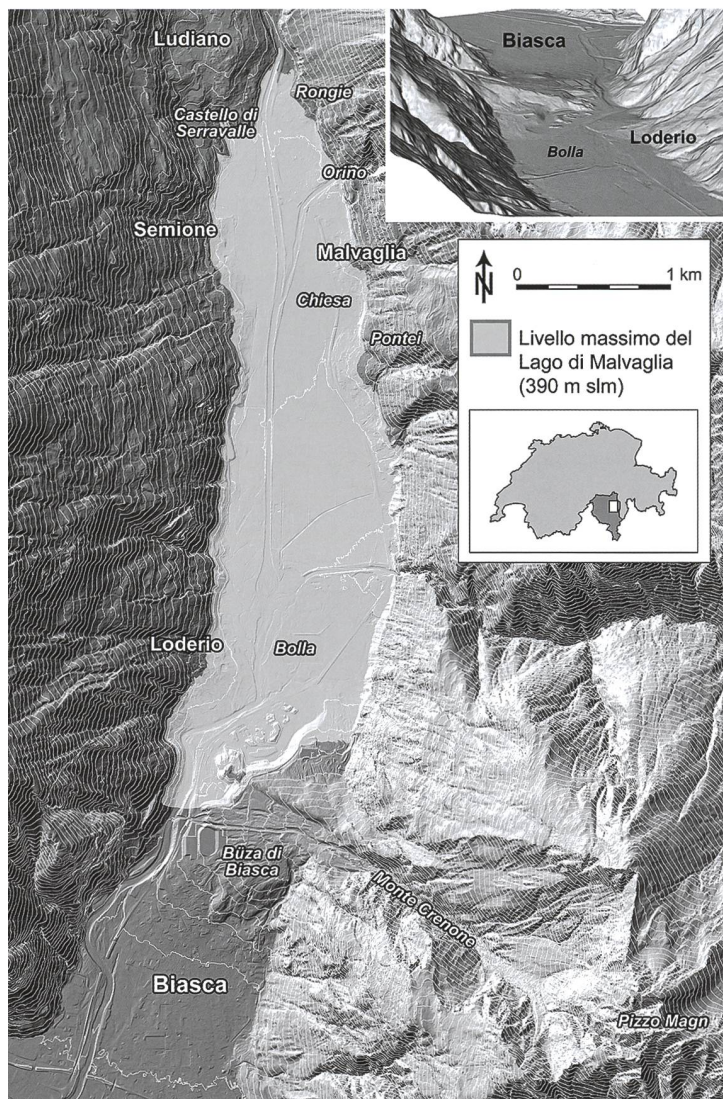 Ludiano
Rongie
Castello di
Serravalle
Orino
Semione
Malvaglia
Chiesa
Pontei
Loderio
Bolla
Büza di
Biasca
Monte Crenone
Biasca
Pizzo Magn
Biasca
Loderio
Bolla
N
0 1 km
Livello massimo del
Lago di Malvaglia
(390 m slm)